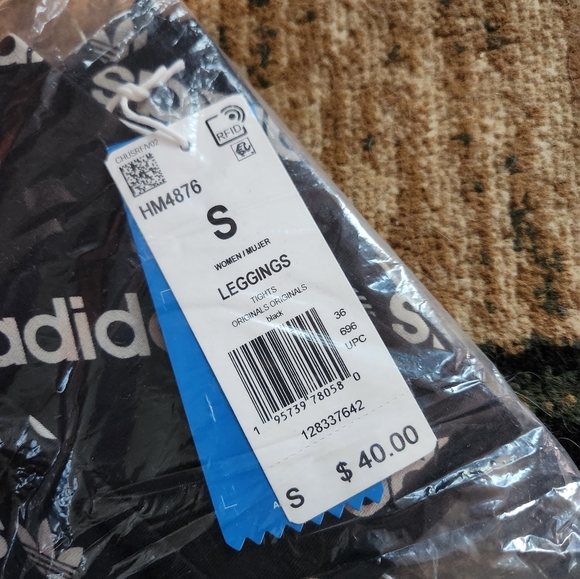 RFID
CHUSREIV02
HM4876
S
WOMEN / MUJER
LEGGINGS
TIGHTS
ORIGINALS ORIGINALS
black
36
696
UPC
1 95739 78058 0
128337642
S $ 40.00
adid
S